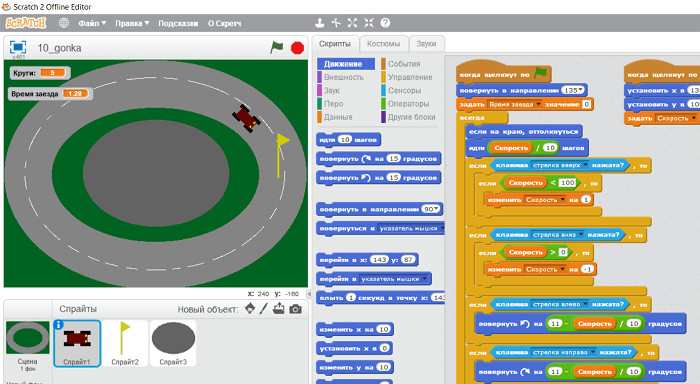 Scratch 2 Offline Editor
SCRATCH Файл Правка Подсказки О Скретч
v461
10_gonka
Круги: 5
Время заезда 1.28
x: 240 y: -160
Спрайты Новый объект:
Сцена
1 фон
Спрайт1
Спрайт2
Спрайт3
Новый фон:
Скрипты Костюмы Звуки
Движение События
Внешность Управление
Звук Сенсоры
Перо Операторы
Данные Другие блоки
идти 10 шагов
повернуть на 15 градусов
повернуть на 15 градусов
повернуть в направлении 90
повернуться к указатель мышки
перейти в x: 143 y: 87
перейти в указатель мышки
плыть 1 секунд в точку x: 143
изменить х на 10
установить х в 0
изменить у на 10
когда щелкнут по
повернуть в направлении 135
задать Время заезда значение 0
всегда
если на краю, оттолкнуться
идти Скорость / 10 шагов
если клавиша стрелка вверх нажата? , то
если Скорость < 100 , то
изменить Скорость на 1
если клавиша стрелка вниз нажата? , то
если Скорость > 0 , то
изменить Скорость на -1
если клавиша стрелка влево нажата? , то
повернуть на 11 - Скорость / 10 градусов
если клавиша стрелка направо нажата? , то
повернуть на 11 - Скорость / 10 градусов
когда щелкнут по
установить х в 13
установить у в 10
задать Скорость